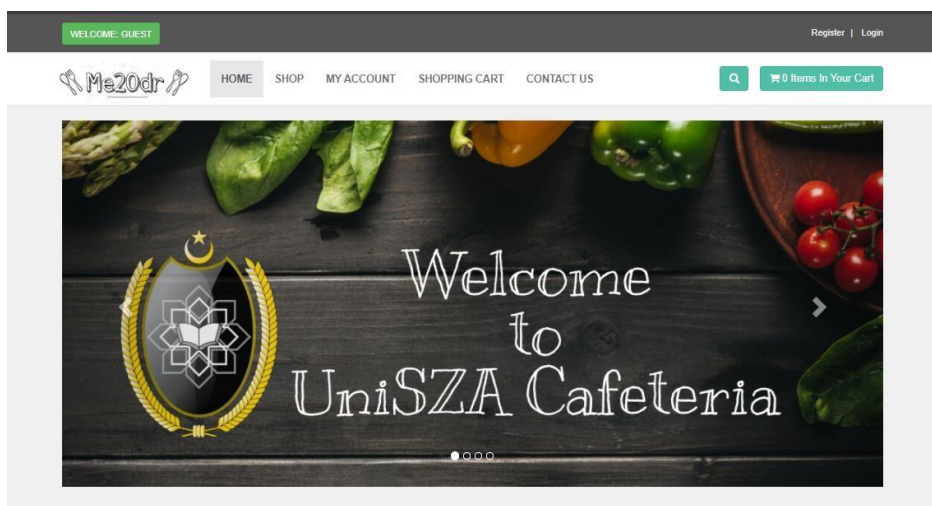 WELCOME: GUEST
Register | Login
Me20dr
HOME SHOP MY ACCOUNT SHOPPING CART CONTACT US
0 Items In Your Cart
Welcome
to
UniSZA Cafeteria